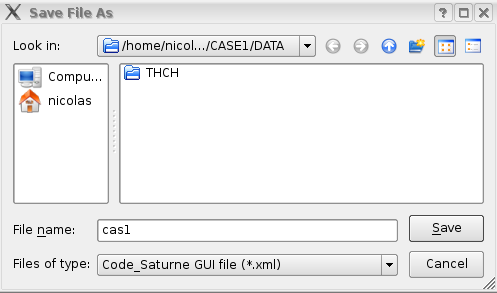 Save File As
Look in: /home/nicol.../CASE1/DATA
Compu...
nicolas
THCH
File name: cas1
Save
Files of type: Code_Saturne GUI file (*.xml)
Cancel